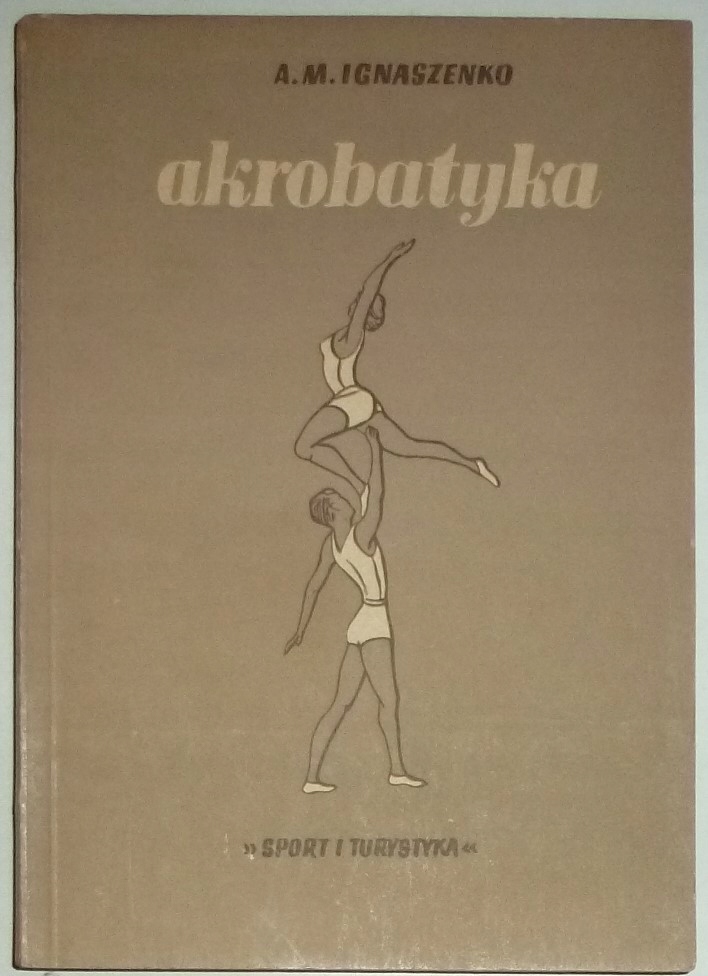 A.M. IGNASZENKO
akrobatyka
»SPORT I TURYSTYKA«